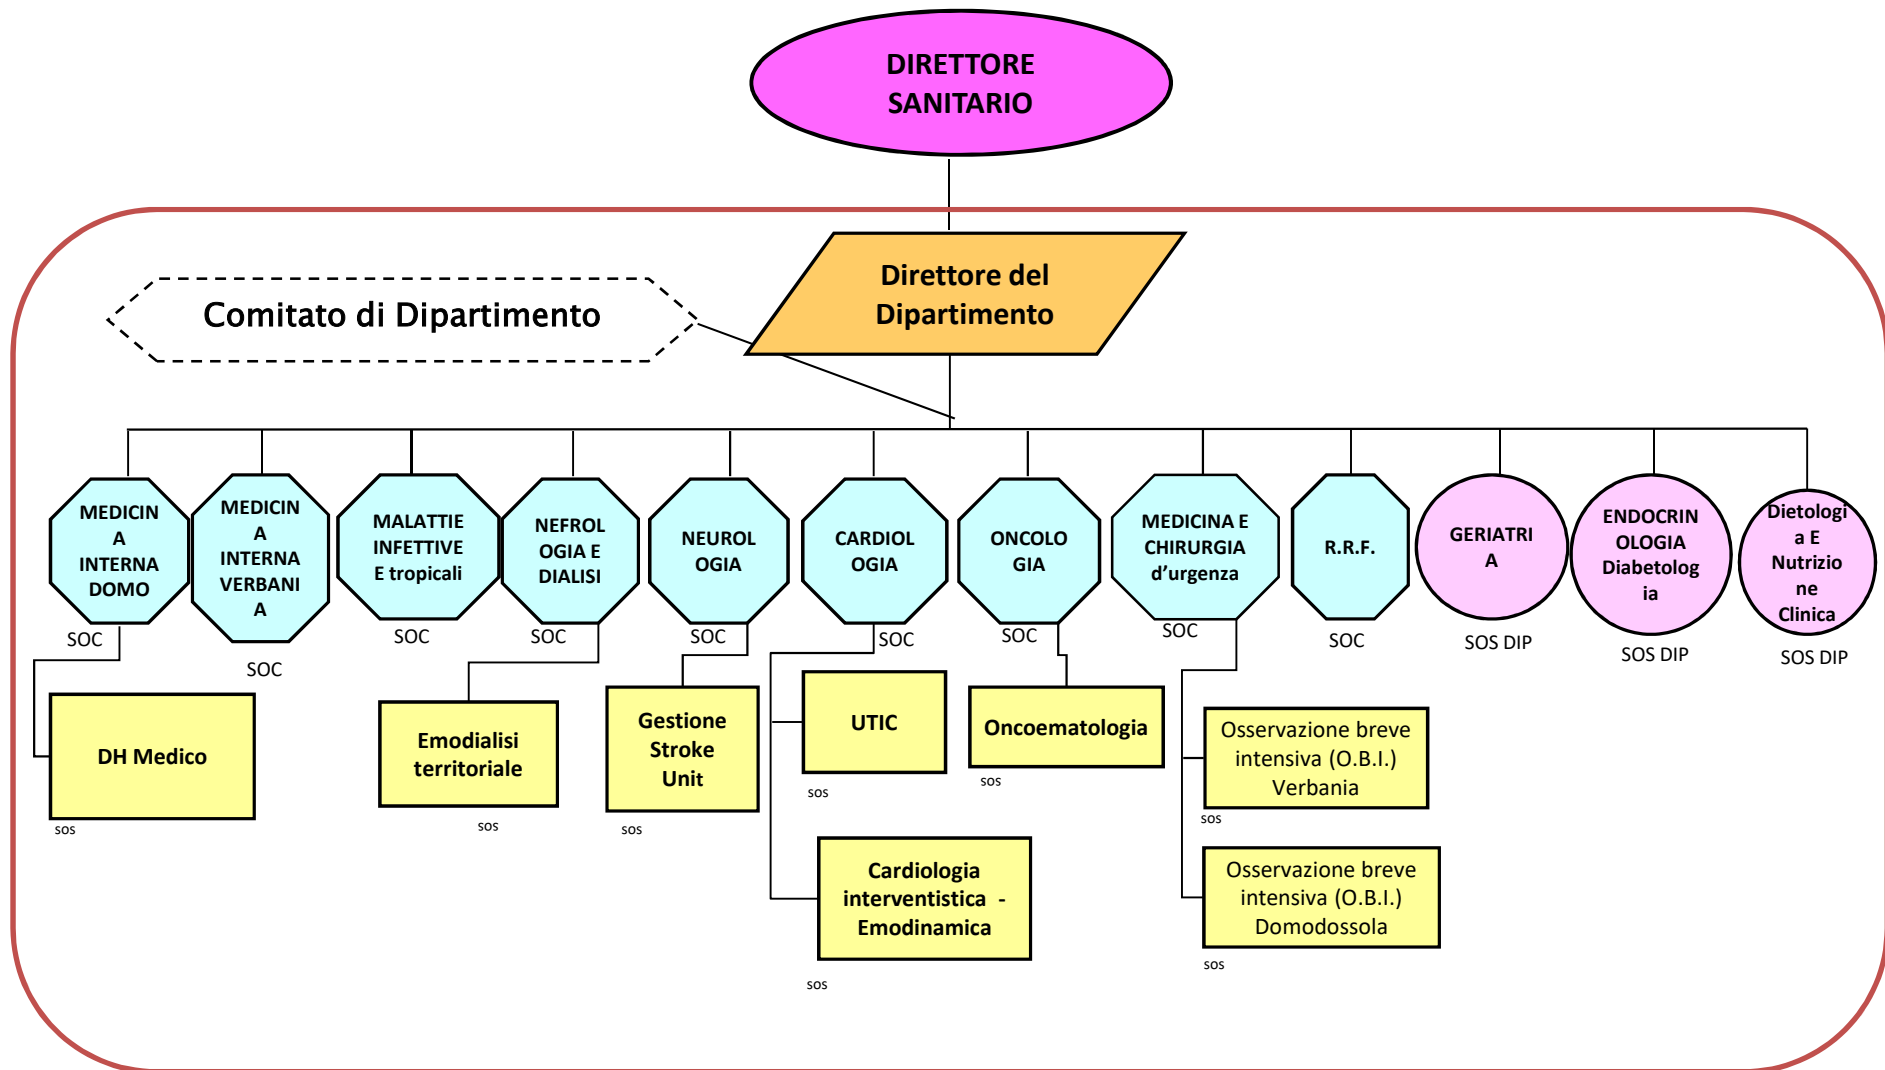 DIRETTORE
SANITARIO
Direttore del
Dipartimento
Comitato di Dipartimento
MEDICIN
A
INTERNA
DOMO
SOC
MEDICIN
A
INTERNA
VERBANI
A
SOC
MALATTIE
INFETTIVE
E tropicali
SOC
NEFROL
OGIA E
DIALISI
SOC
NEUROL
OGIA
SOC
CARDIOL
OGIA
SOC
ONCOLO
GIA
SOC
MEDICINA E
CHIRURGIA
d’urgenza
SOC
R.R.F.
SOC
GERIATRI
A
SOS DIP
ENDOCRIN
OLOGIA
Diabetolog
ia
SOS DIP
Dietologi
a E
Nutrizio
ne
Clinica
SOS DIP
DH Medico
sos
Emodialisi
territoriale
sos
Gestione
Stroke
Unit
sos
UTIC
sos
Cardiologia
interventistica -
Emodinamica
sos
Oncoematologia
sos
Osservazione breve
intensiva (O.B.I.)
Verbania
sos
Osservazione breve
intensiva (O.B.I.)
Domodossola
sos